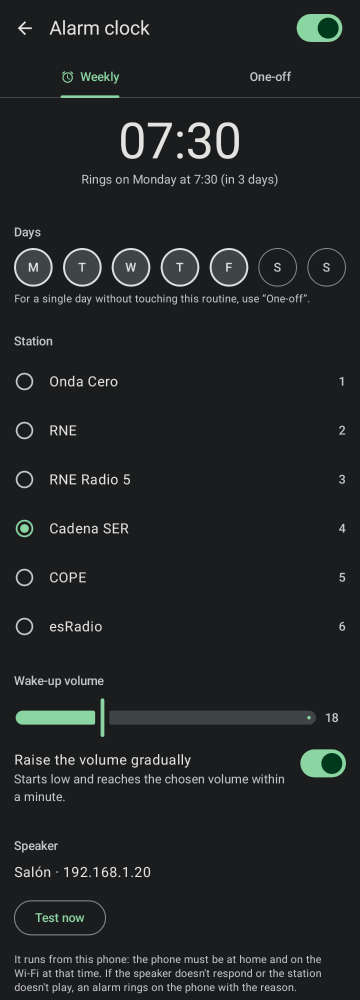 Alarm clock
Weekly
One-off
07:30
Rings on Monday at 7:30 (in 3 days)
Days
M T W T F S S
For a single day without touching this routine, use “One-off”.
Station
Onda Cero 1
RNE 2
RNE Radio 5 3
Cadena SER 4
COPE 5
esRadio 6
Wake-up volume
18
Raise the volume gradually
Starts low and reaches the chosen volume within
a minute.
Speaker
Salón · 192.168.1.20
Test now
It runs from this phone: the phone must be at home and on the
Wi-Fi at that time. If the speaker doesn't respond or the station
doesn't play, an alarm rings on the phone with the reason.